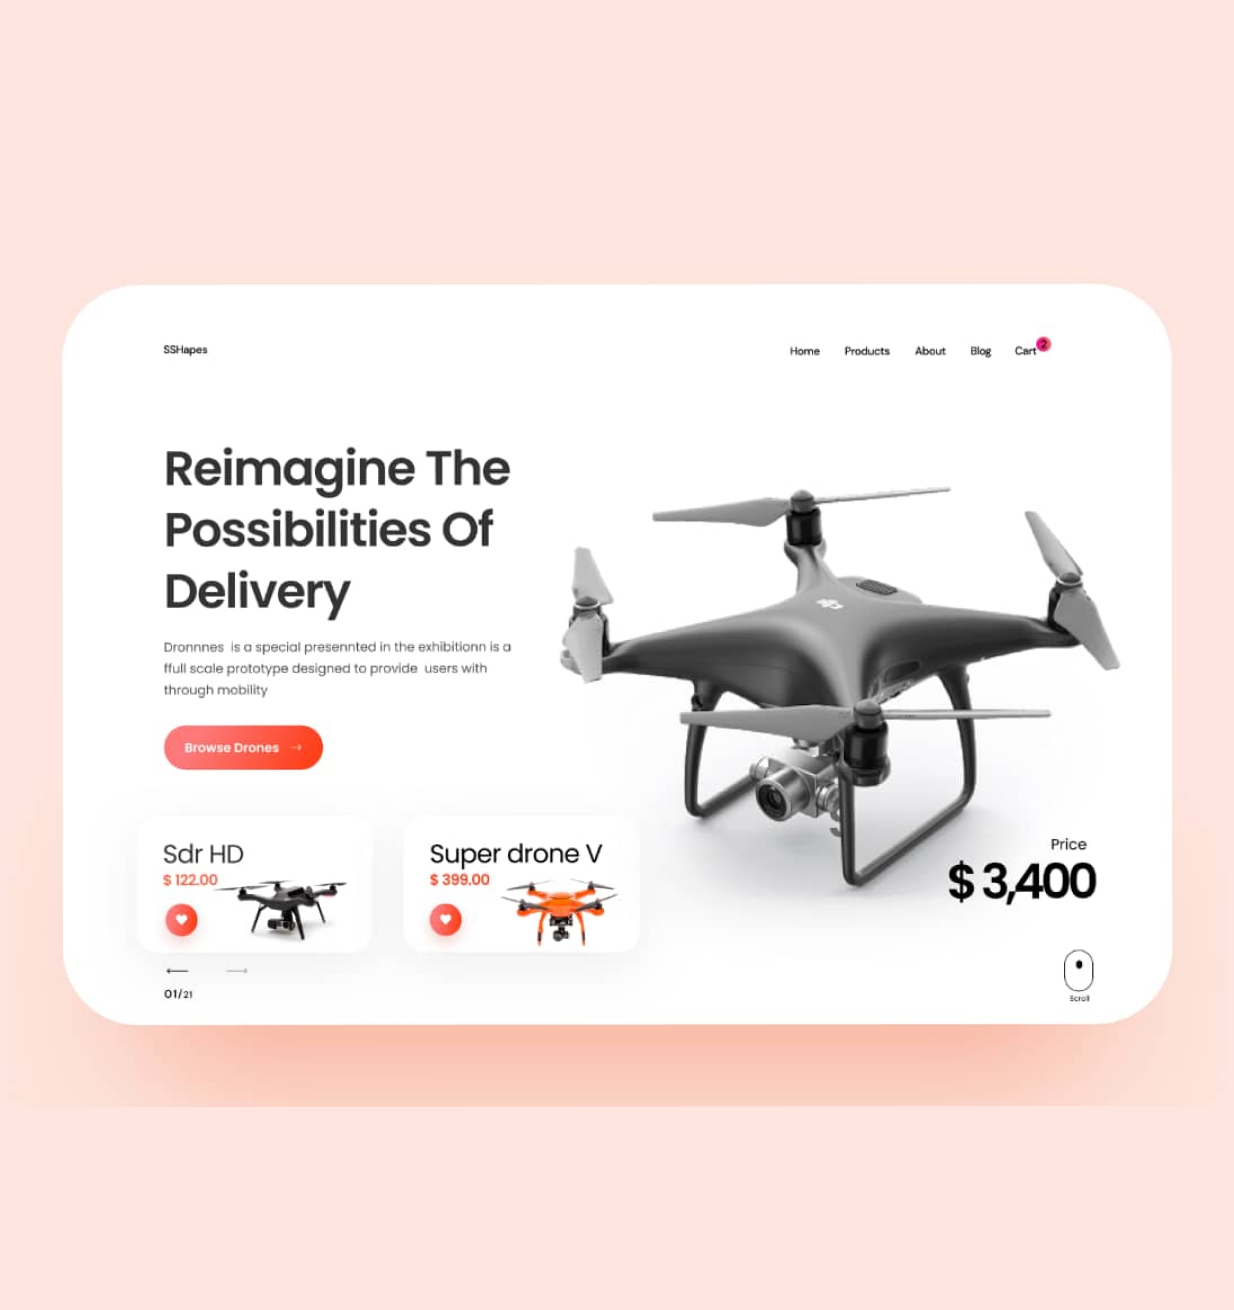 SSHapes
Home Products About Blog Cart 2
Reimagine The
Possibilities Of
Delivery
Dronnnes is a special presennted in the exhibitionn is a
ffull scale prototype designed to provide users with
through mobility
Browse Drones →
Sdr HD
$ 122.00
Super drone V
$ 399.00
Price
$ 3,400
01/21
Scroll